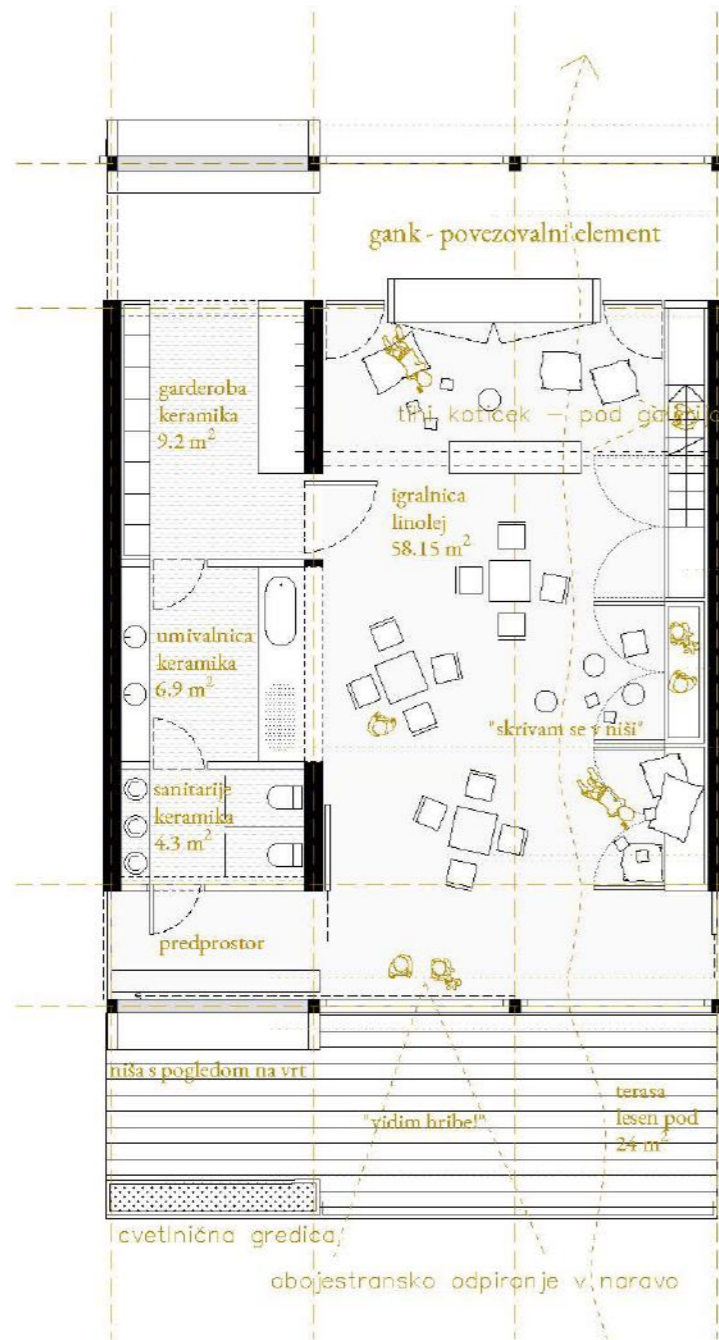 gank - povezovalni element
garderoba
keramika
9.2 m²
tihi kotiček – pod
igralnica
linolej
58.15 m²
umivalnica
keramika
6.9 m²
"skrivam se v niši"
sanitarije
keramika
4.3 m²
predprostor
niša s pogledom na vrt
"vidim hribe!"
terasa
lesen pod
24 m²
cvetlnična gredica
obojestransko odpiranje v naravo